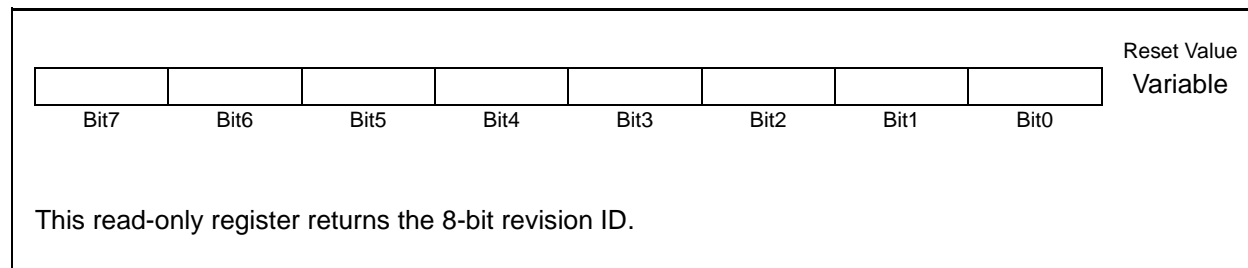 Reset Value
Variable
Bit7 Bit6 Bit5 Bit4 Bit3 Bit2 Bit1 Bit0
This read-only register returns the 8-bit revision ID.